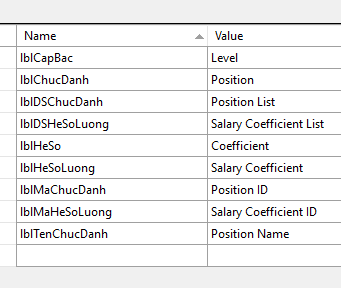 Name Value
lblCapBac Level
lblChucDanh Position
lblDSChucDanh Position List
lblDSHeSoLuong Salary Coefficient List
lblHeSo Coefficient
lblHeSoLuong Salary Coefficient
lblMaChucDanh Position ID
lblMaHeSoLuong Salary Coefficient ID
lblTenChucDanh Position Name